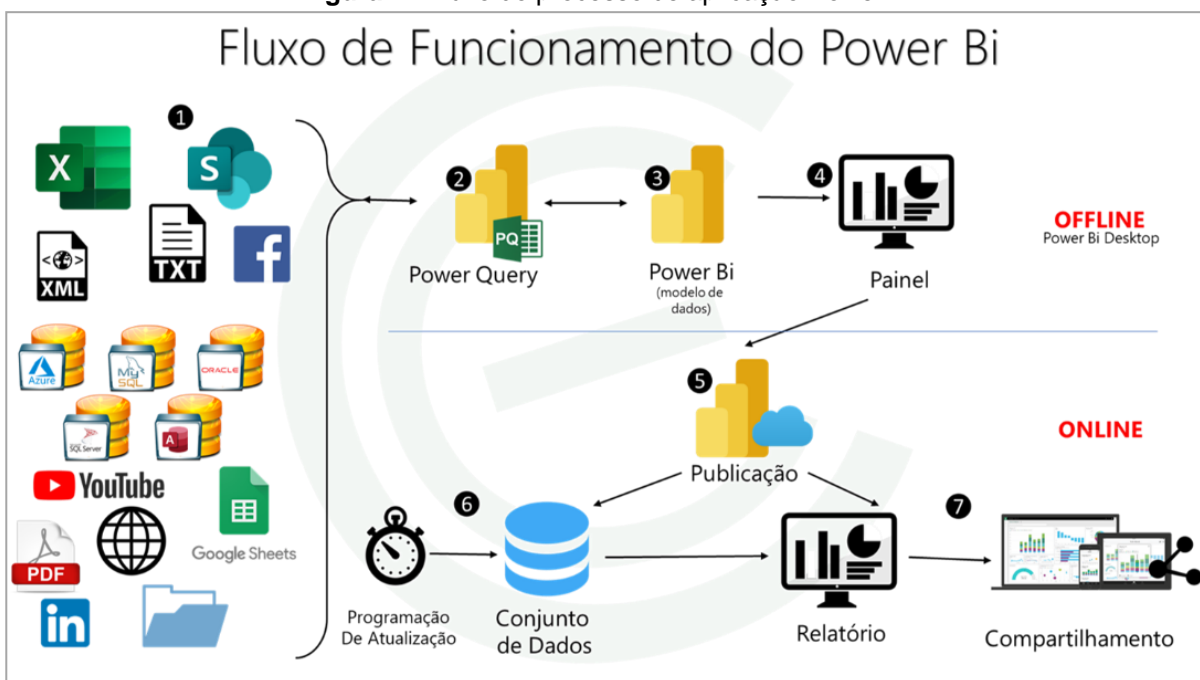 Fluxo de Funcionamento do Power Bi
1
X
S
2
3
4
PQ
OFFLINE
Power Bi Desktop
XML
TXT
f
Power Query
Power Bi
(modelo de
dados)
Painel
Azure
My
SQL
ORACLE
5
SQL Server
A
ONLINE
YouTube
Publicação
6
7
Google Sheets
PDF
in
Programação
De Atualização
Conjunto
de Dados
Relatório
Compartilhamento